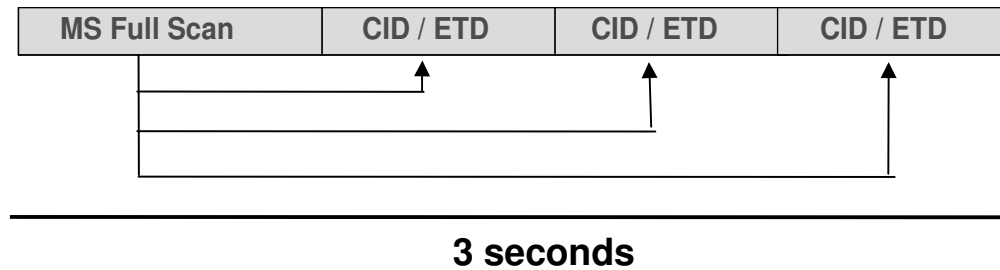 MS Full Scan CID / ETD CID / ETD CID / ETD
3 seconds